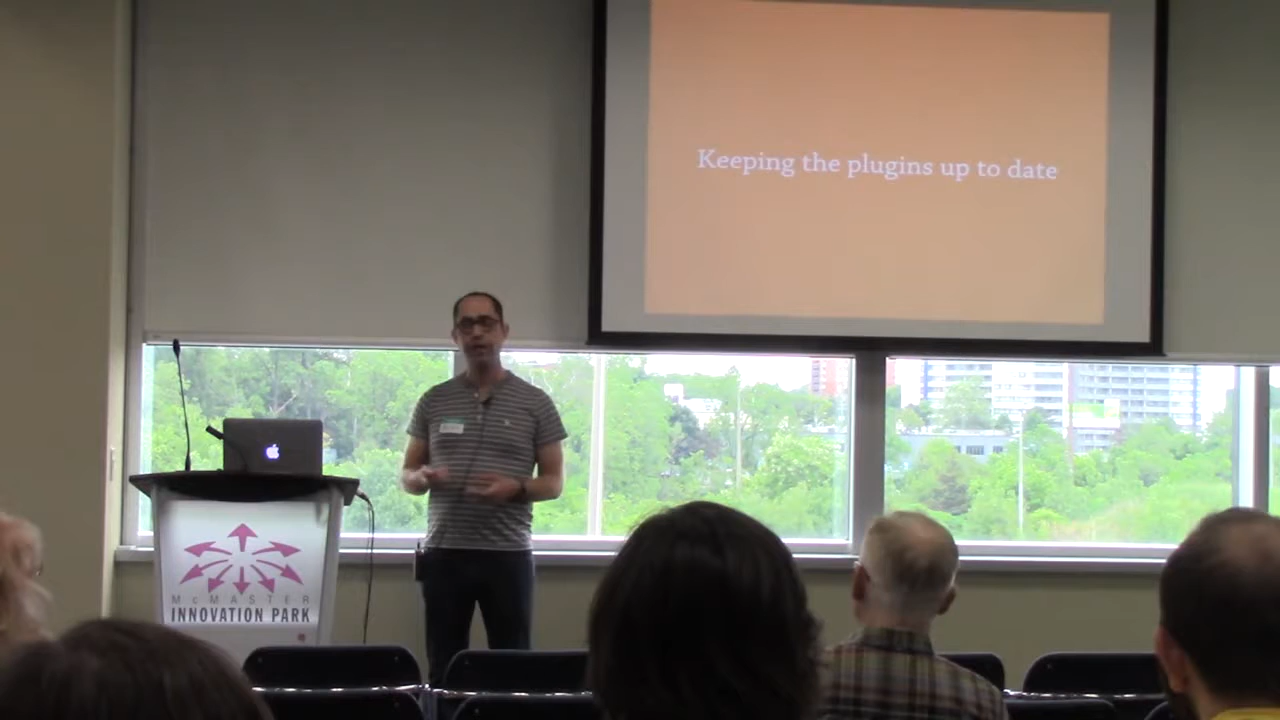 Keeping the plugins up to date
McMASTER
INNOVATION PARK